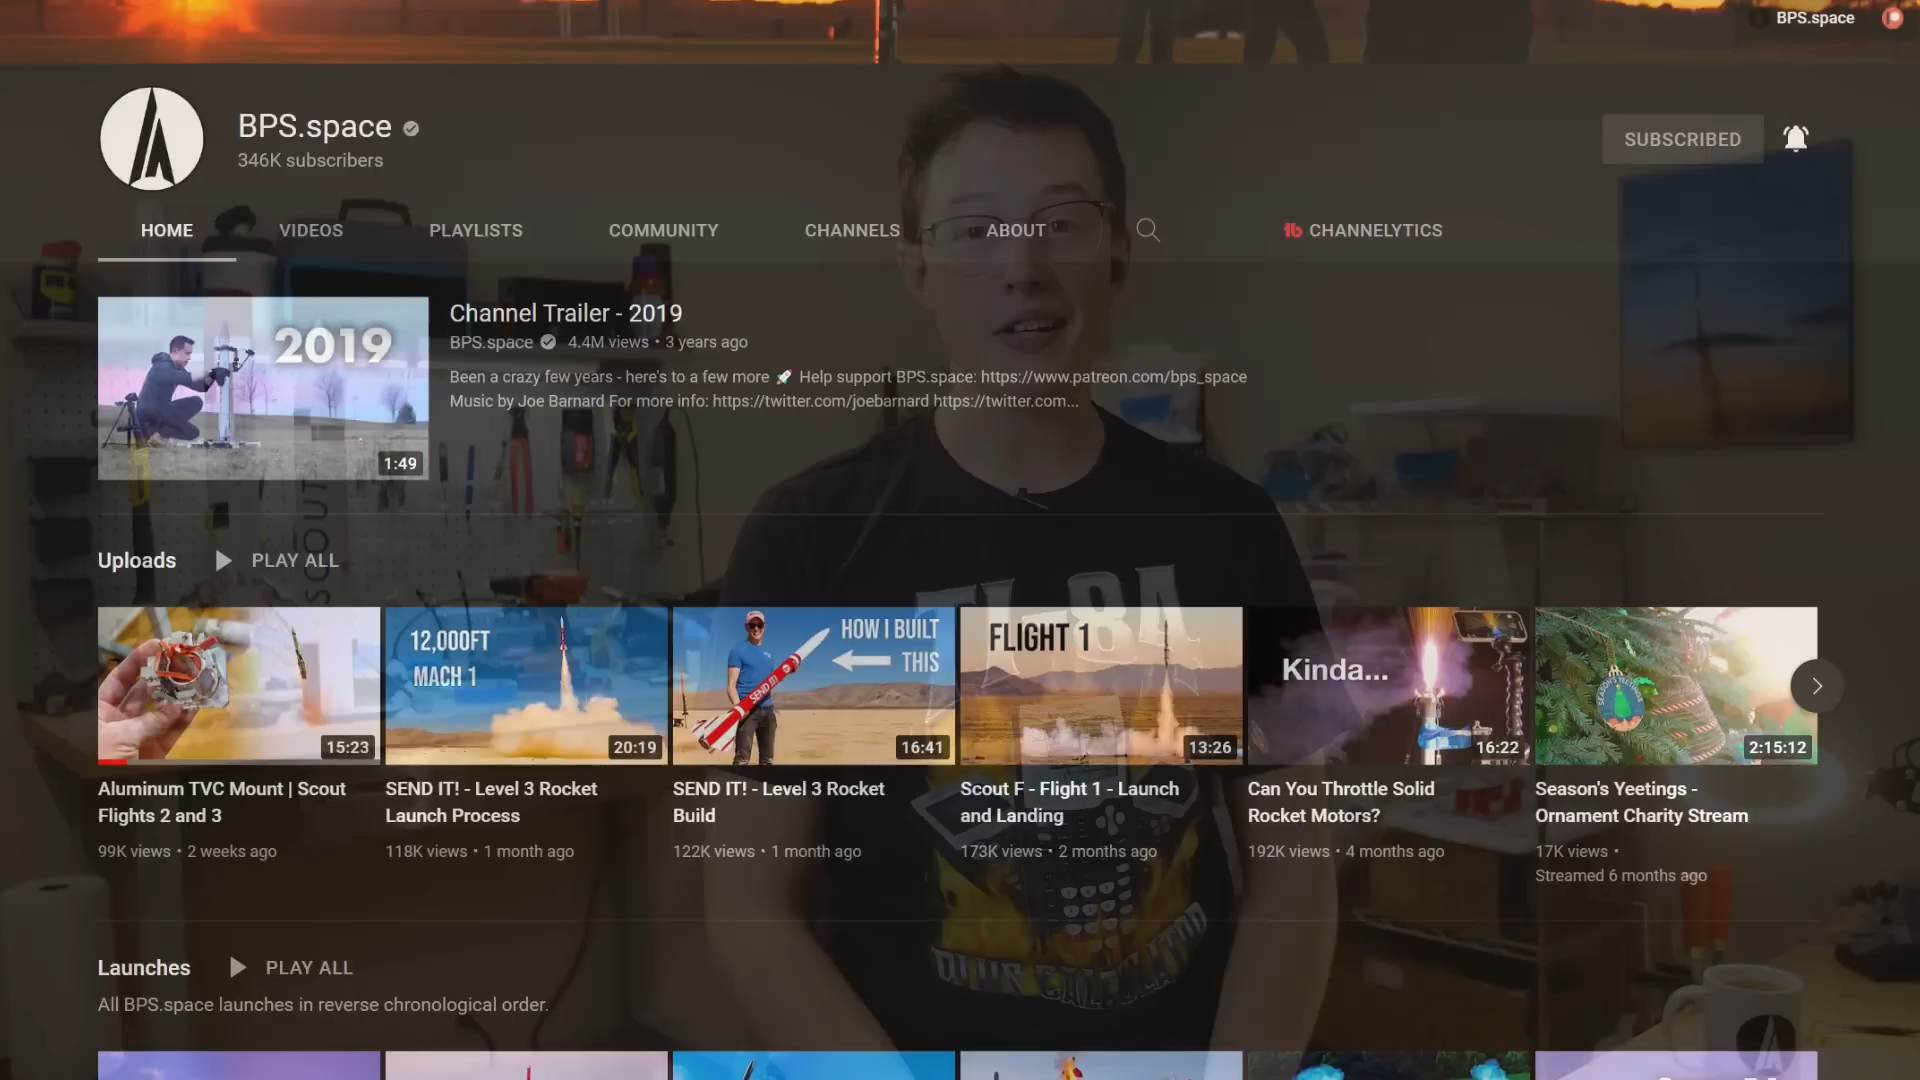 BPS.space
BPS.space
346K subscribers
SUBSCRIBED
HOME
VIDEOS
PLAYLISTS
COMMUNITY
CHANNELS
ABOUT
CHANNELYTICS
2019
1:49
Channel Trailer - 2019
BPS.space 4.4M views • 3 years ago
Been a crazy few years - here's to a few more 🚀 Help support BPS.space: https://www.patreon.com/bps_space
Music by Joe Barnard For more info: https://twitter.com/joebarnard https://twitter.com...
SCOUT
Uploads
PLAY ALL
15:23
Aluminum TVC Mount | Scout
Flights 2 and 3
99K views • 2 weeks ago
12,000FT
MACH 1
20:19
SEND IT! - Level 3 Rocket
Launch Process
118K views • 1 month ago
HOW I BUILT
THIS
SEND IT!
16:41
SEND IT! - Level 3 Rocket
Build
122K views • 1 month ago
FLIGHT 1
13:26
Scout F - Flight 1 - Launch
and Landing
173K views • 2 months ago
Kinda...
16:22
Can You Throttle Solid
Rocket Motors?
192K views • 4 months ago
SEASON'S YEETINGS
2:15:12
Season's Yeetings -
Ornament Charity Stream
17K views •
Streamed 6 months ago
Launches
PLAY ALL
All BPS.space launches in reverse chronological order.